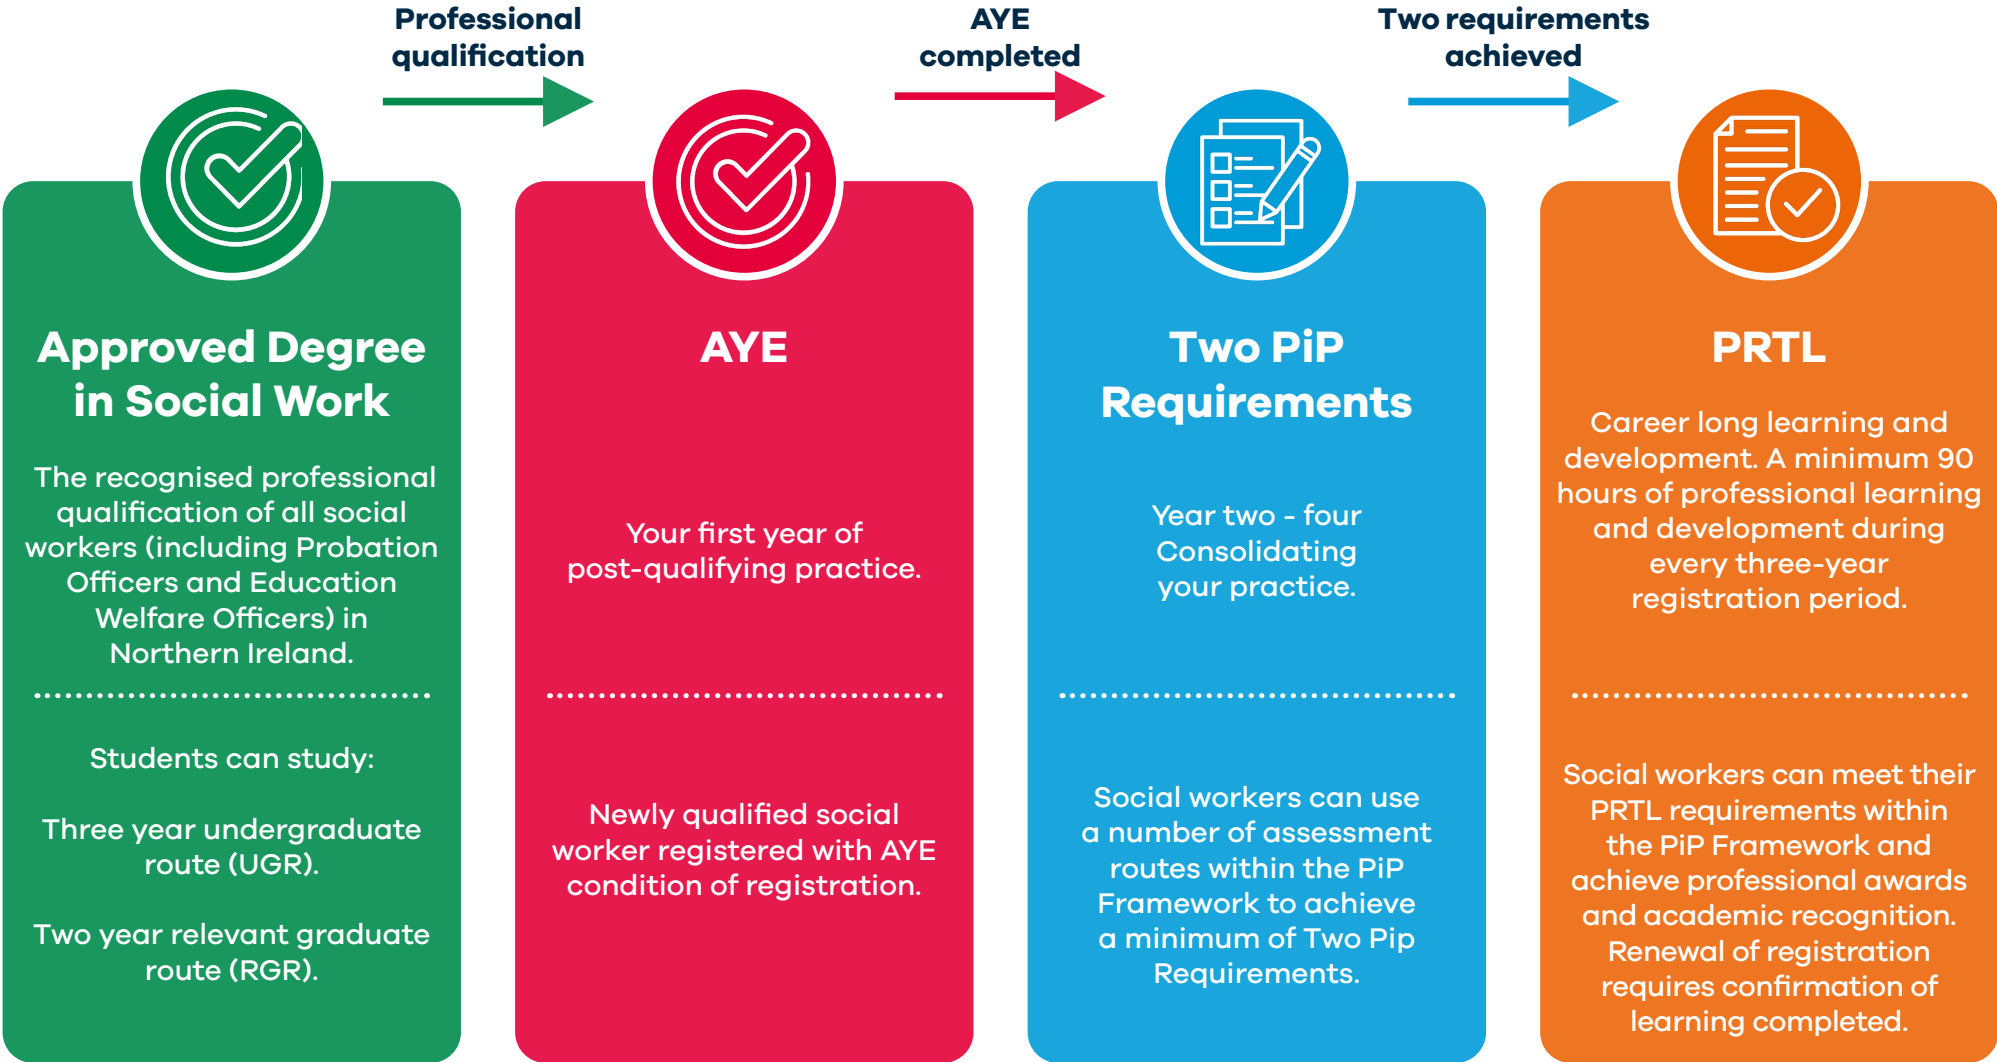 Professional
qualification
AYE
completed
Two requirements
achieved
Approved Degree
in Social Work
The recognised professional
qualification of all social
workers (including Probation
Officers and Education
Welfare Officers) in
Northern Ireland.
Students can study:
Three year undergraduate
route (UGR).
Two year relevant graduate
route (RGR).
AYE
Your first year of
post-qualifying practice.
Newly qualified social
worker registered with AYE
condition of registration.
Two PiP
Requirements
Year two - four
Consolidating
your practice.
Social workers can use
a number of assessment
routes within the PiP
Framework to achieve
a minimum of Two Pip
Requirements.
PRTL
Career long learning and
development. A minimum 90
hours of professional learning
and development during
every three-year
registration period.
Social workers can meet their
PRTL requirements within
the PiP Framework and
achieve professional awards
and academic recognition.
Renewal of registration
requires confirmation of
learning completed.